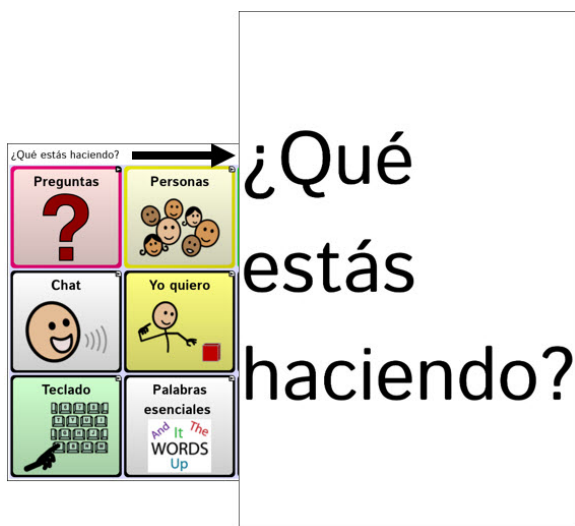 ¿Qué estás haciendo?
Preguntas
Personas
Chat
Yo quiero
Teclado
Palabras
esenciales
And It The
WORDS
Up
¿Qué
estás
haciendo?